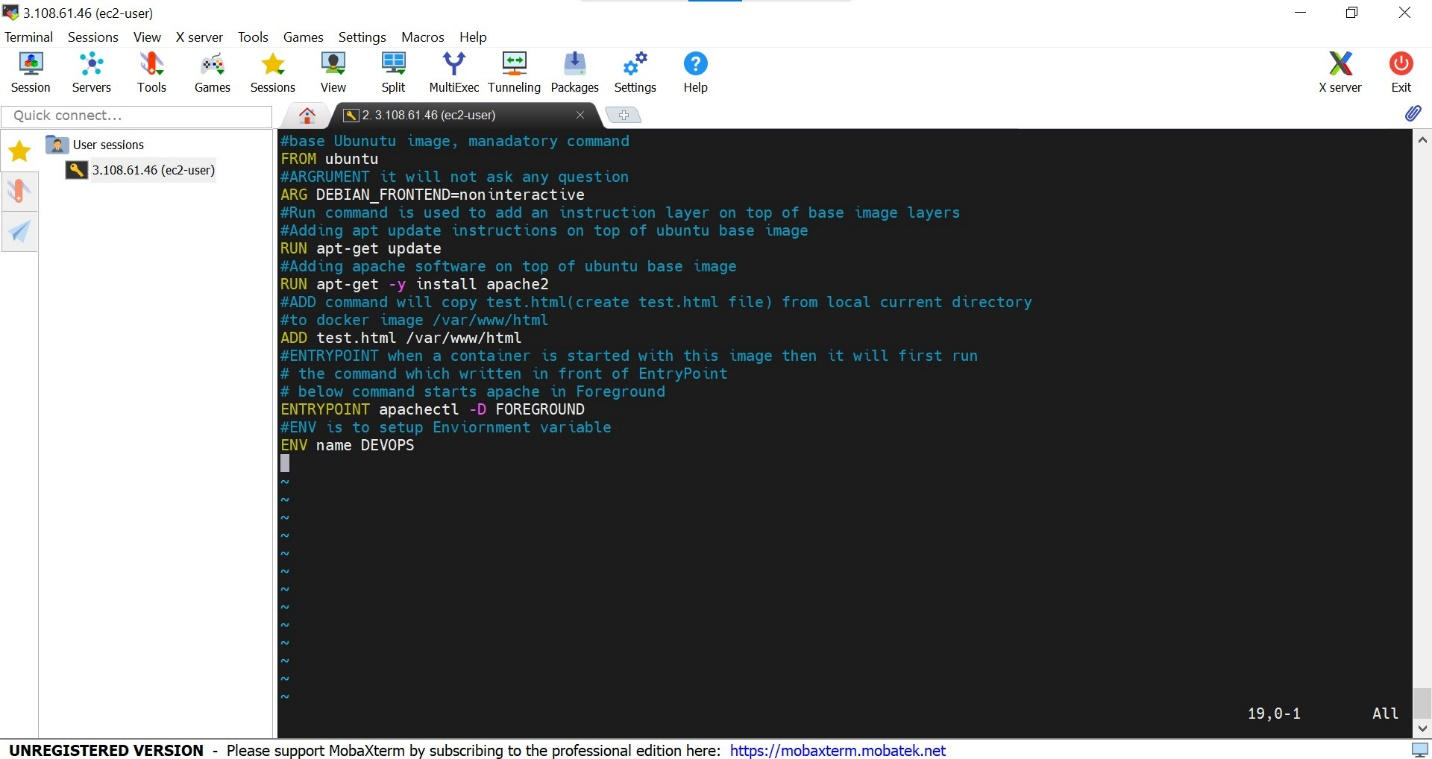 3.108.61.46 (ec2-user)
Terminal Sessions View X server Tools Games Settings Macros Help
Session Servers Tools Games Sessions View Split MultiExec Tunneling Packages Settings Help X server Exit
Quick connect...
2. 3.108.61.46 (ec2-user)
User sessions
3.108.61.46 (ec2-user)
#base Ubunutu image, manadatory command
FROM ubuntu
#ARGRUMENT it will not ask any question
ARG DEBIAN_FRONTEND=noninteractive
#Run command is used to add an instruction layer on top of base image layers
#Adding apt update instructions on top of ubuntu base image
RUN apt-get update
#Adding apache software on top of ubuntu base image
RUN apt-get -y install apache2
#ADD command will copy test.html(create test.html file) from local current directory
#to docker image /var/www/html
ADD test.html /var/www/html
#ENTRYPOINT when a container is started with this image then it will first run
# the command which written in front of EntryPoint
# below command starts apache in Foreground
ENTRYPOINT apachectl -D FOREGROUND
#ENV is to setup Enviornment variable
ENV name DEVOPS
~
~
~
~
~
~
~
~
~
~
~
~
~
19,0-1 All
UNREGISTERED VERSION - Please support MobaXterm by subscribing to the professional edition here: https://mobaxterm.mobatek.net